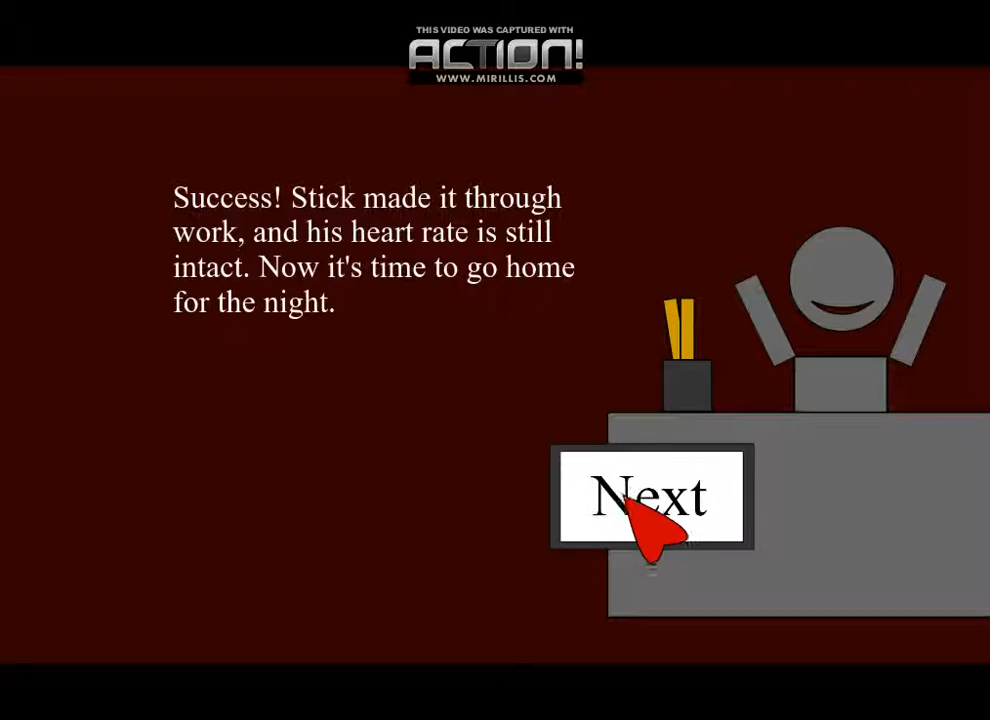 THIS VIDEO WAS CAPTURED WITH
ACTION!
WWW.MIRILLIS.COM
Success! Stick made it through
work, and his heart rate is still
intact. Now it's time to go home
for the night.
Next